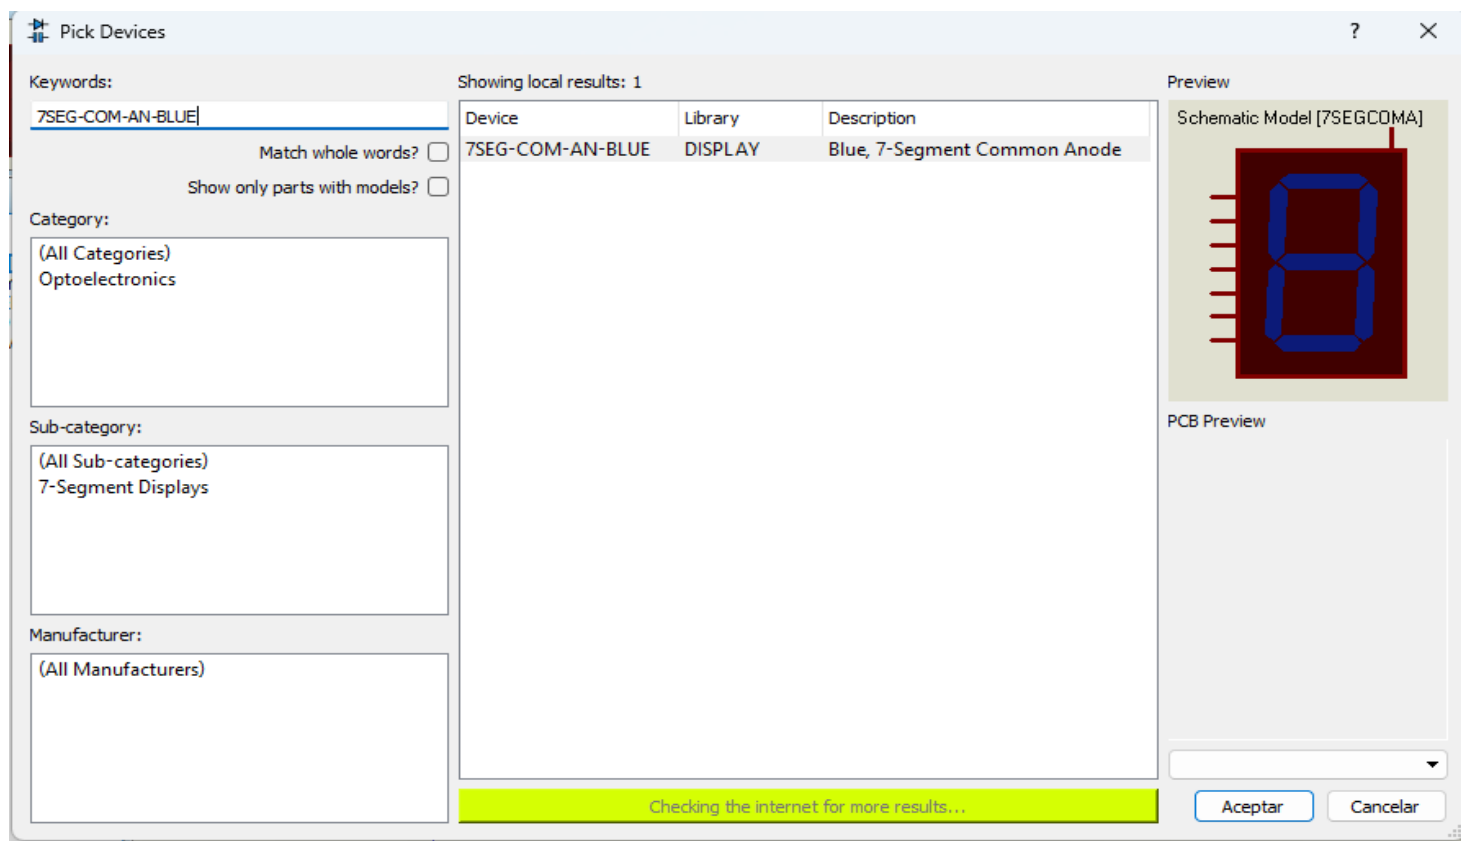 Pick Devices
?
Keywords:
7SEG-COM-AN-BLUE
Match whole words?
Show only parts with models?
Category:
(All Categories)
Optoelectronics
Sub-category:
(All Sub-categories)
7-Segment Displays
Manufacturer:
(All Manufacturers)
Showing local results: 1
Device Library Description
7SEG-COM-AN-BLUE DISPLAY Blue, 7-Segment Common Anode
Checking the internet for more results...
Preview
Schematic Model [7SEGCOMA]
PCB Preview
Aceptar Cancelar